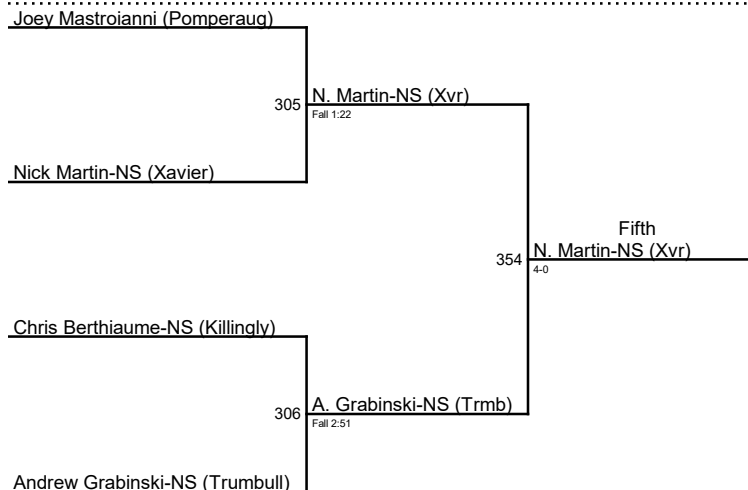 Joey Mastroianni (Pomperaug)
305
N. Martin-NS (Xvr)
Fall 1:22
Nick Martin-NS (Xavier)
Fifth
354
N. Martin-NS (Xvr)
4-0
Chris Berthiaume-NS (Killingly)
306
A. Grabinski-NS (Trmb)
Fall 2:51
Andrew Grabinski-NS (Trumbull)